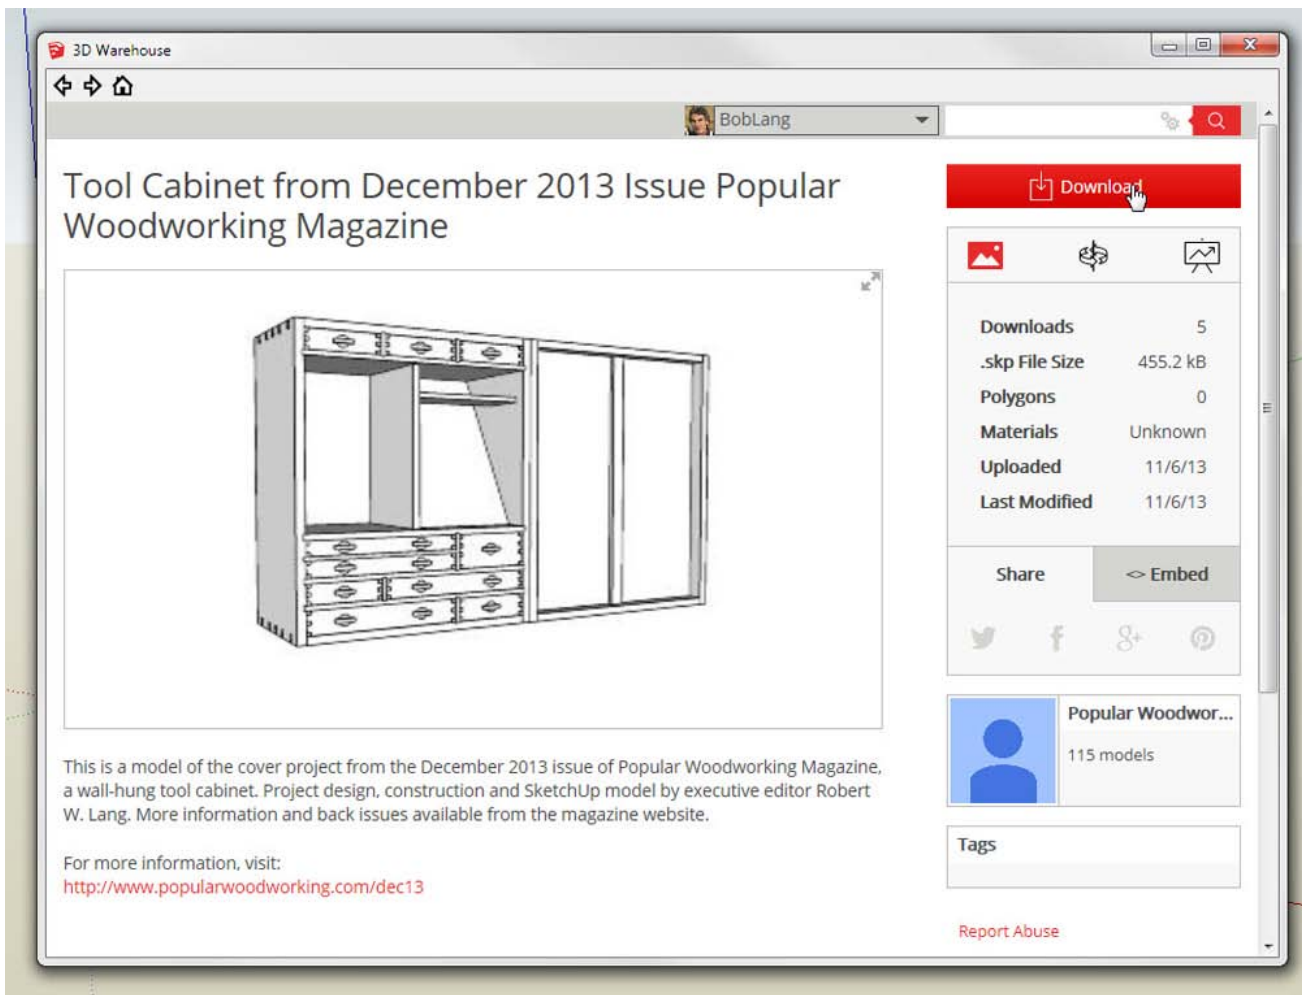 3D Warehouse
BobLang
Tool Cabinet from December 2013 Issue Popular
Woodworking Magazine
Download
Downloads 5
.skp File Size 455.2 kB
Polygons 0
Materials Unknown
Uploaded 11/6/13
Last Modified 11/6/13
Share <> Embed
Popular Woodwor...
115 models
This is a model of the cover project from the December 2013 issue of Popular Woodworking Magazine,
a wall-hung tool cabinet. Project design, construction and SketchUp model by executive editor Robert
W. Lang. More information and back issues available from the magazine website.
For more information, visit:
http://www.popularwoodworking.com/dec13
Tags
Report Abuse